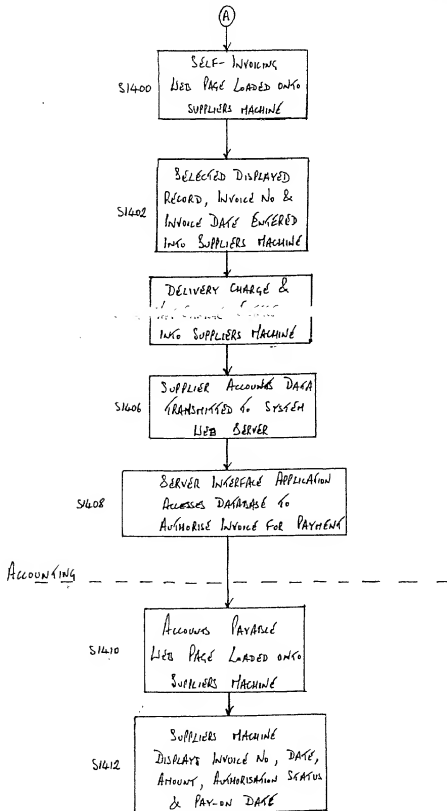 A
SELF-INVOICING
S1400
WEB PAGE LOADED ONTO
SUPPLIERS MACHINE
SELECTED DISPLAYED
RECORD, INVOICE NO &
S1402
INVOICE DATE ENTERED
INTO SUPPLIERS MACHINE
DELIVERY CHARGE &
INTO SUPPLIERS MACHINE
SUPPLIER ACCOUNTS DATA
S1406
TRANSMITTED TO SYSTEM
WEB SERVER
SERVER INTERFACE APPLICATION
S1408
ACCESSES DATABASE TO
AUTHORISE INVOICE FOR PAYMENT
ACCOUNTING
ACCOUNTS PAYABLE
S1410
WEB PAGE LOADED ONTO
SUPPLIERS MACHINE
SUPPLIERS MACHINE
DISPLAYS INVOICE NO, DATE,
S1412
AMOUNT, AUTHORISATION STATUS
& PAY-ON DATE